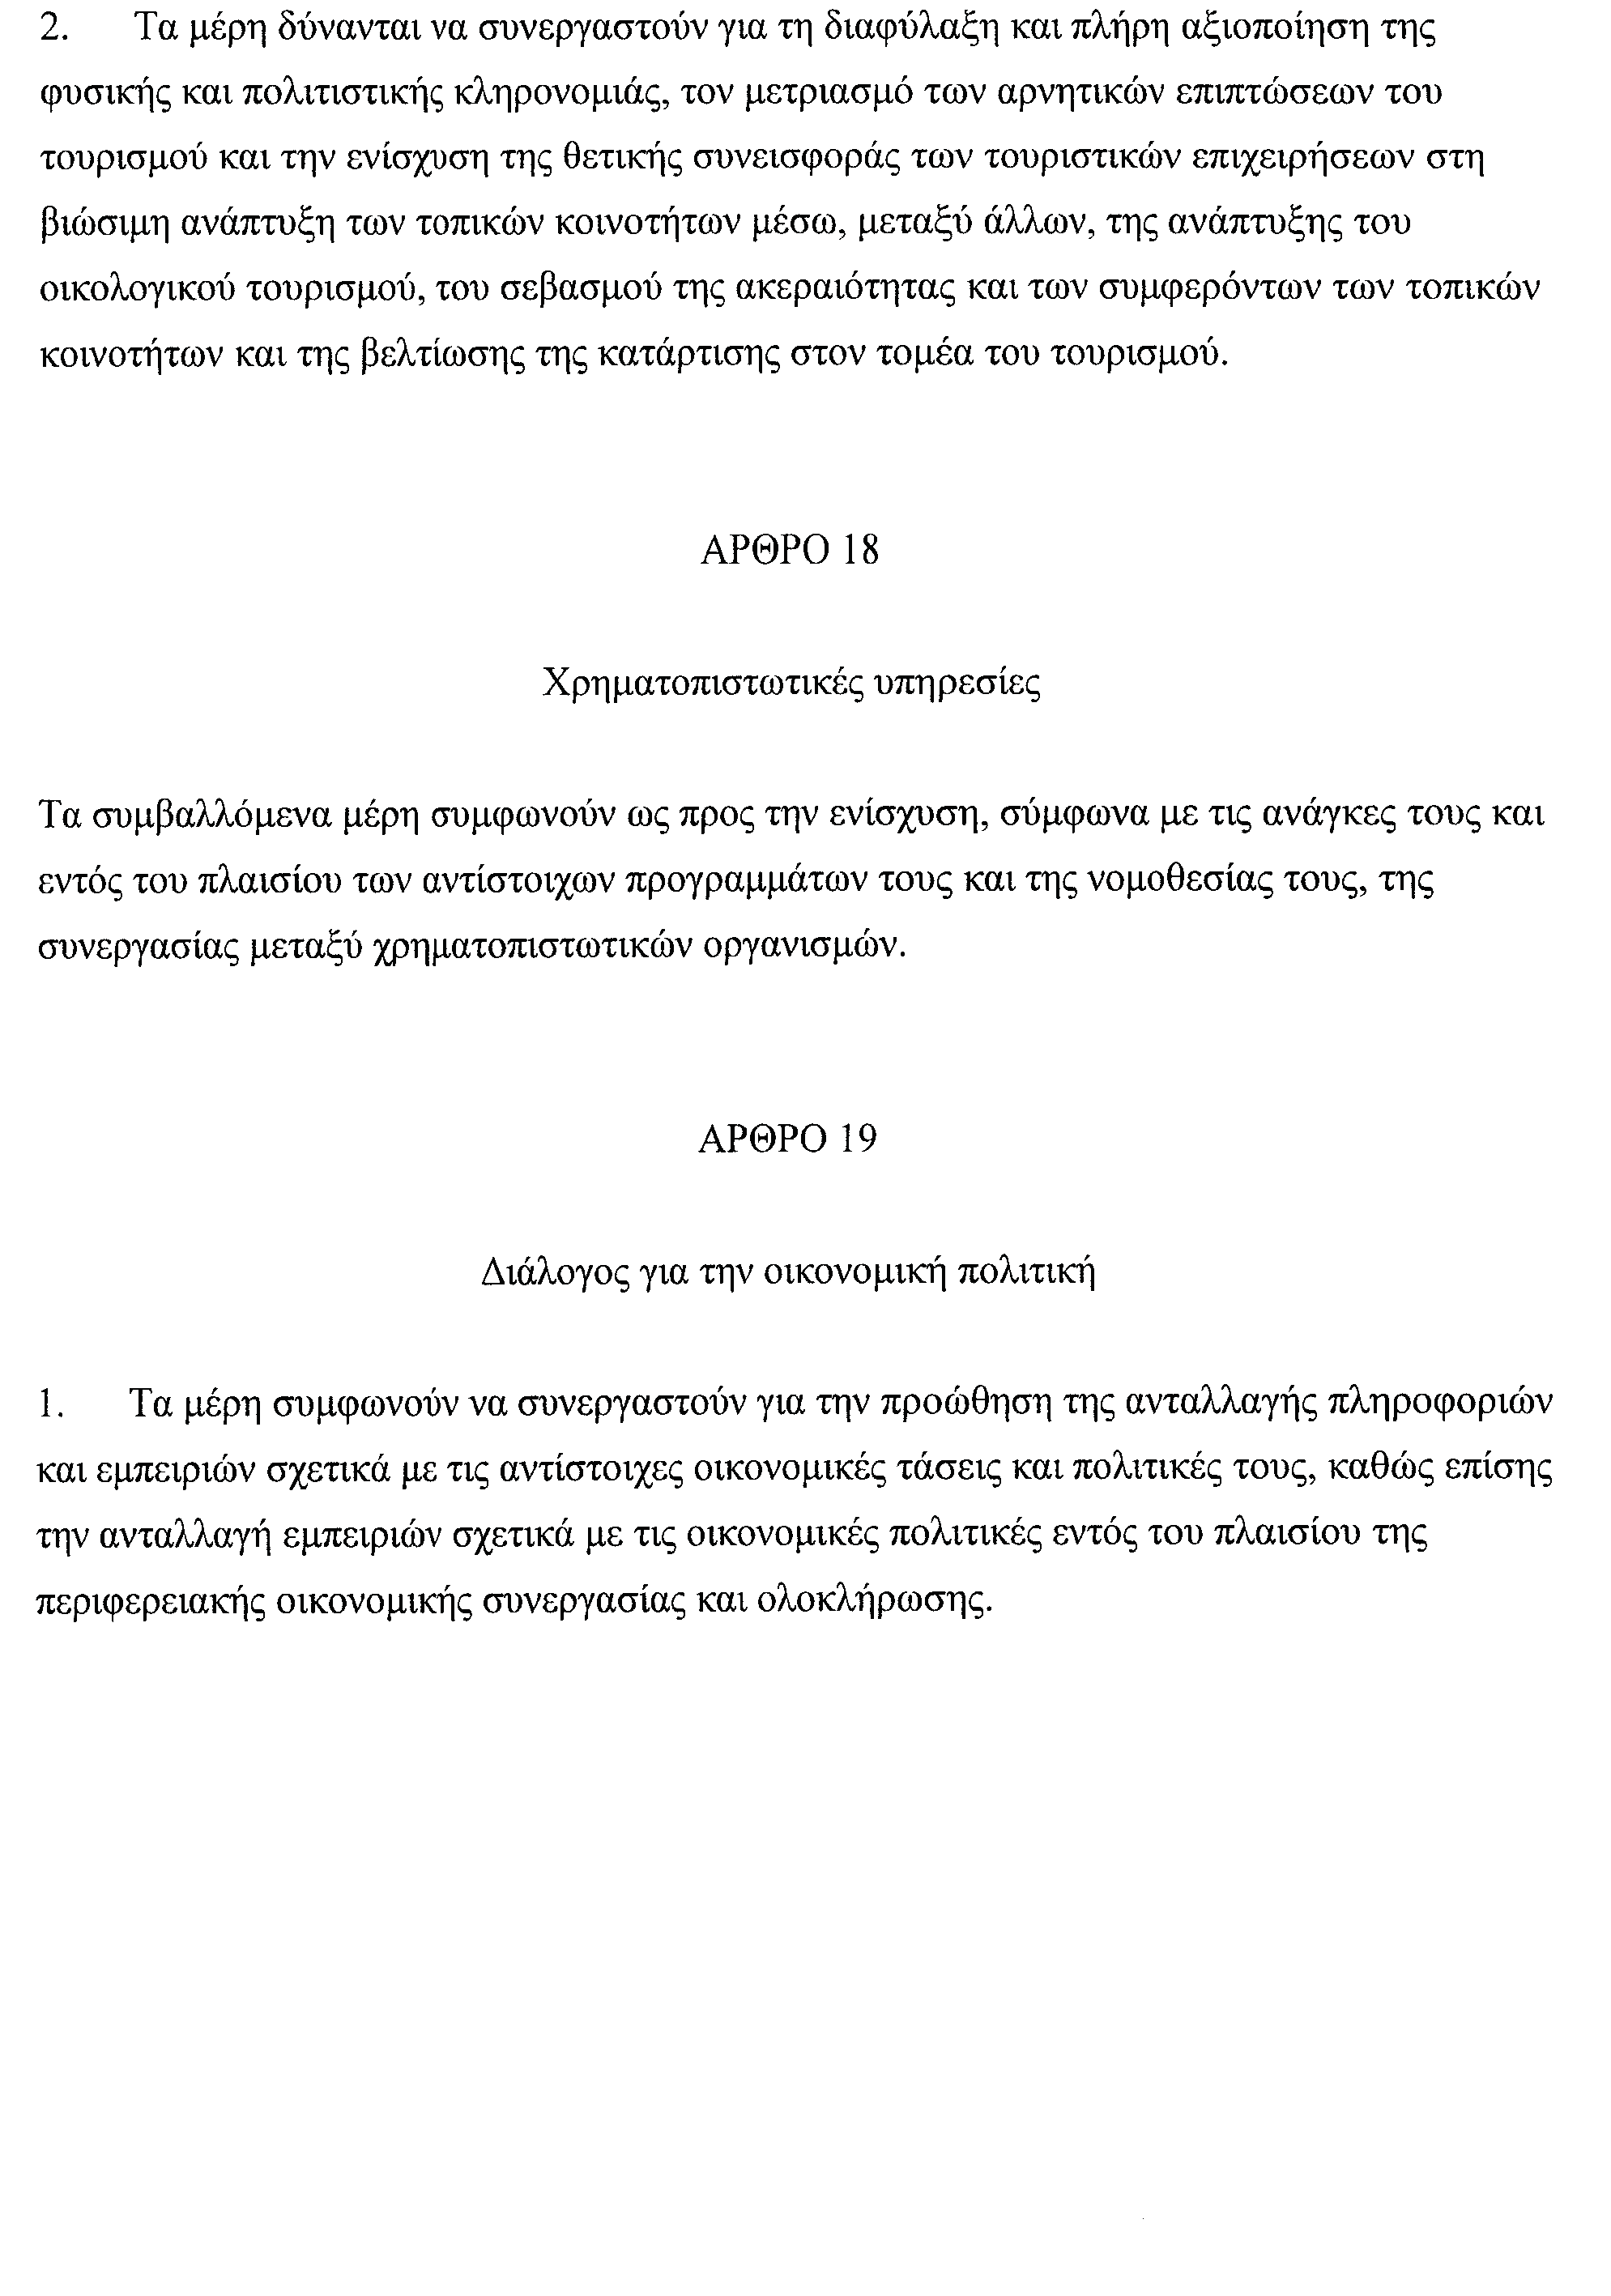 2. Τα μέρη δύνανται να συνεργαστούν για τη διαφύλαξη και πλήρη αξιοποίηση της
φυσικής και πολιτιστικής κληρονομιάς, τον μετριασμό των αρνητικών επιπτώσεων του
τουρισμού και την ενίσχυση της θετικής συνεισφοράς των τουριστικών επιχειρήσεων στη
βιώσιμη ανάπτυξη των τοπικών κοινοτήτων μέσω, μεταξύ άλλων, της ανάπτυξης του
οικολογικού τουρισμού, του σεβασμού της ακεραιότητας και των συμφερόντων των τοπικών
κοινοτήτων και της βελτίωσης της κατάρτισης στον τομέα του τουρισμού.
ΑΡΘΡΟ 18
Χρηματοπιστωτικές υπηρεσίες
Τα συμβαλλόμενα μέρη συμφωνούν ως προς την ενίσχυση, σύμφωνα με τις ανάγκες τους και
εντός του πλαισίου των αντίστοιχων προγραμμάτων τους και της νομοθεσίας τους, της
συνεργασίας μεταξύ χρηματοπιστωτικών οργανισμών.
ΑΡΘΡΟ 19
Διάλογος για την οικονομική πολιτική
1. Τα μέρη συμφωνούν να συνεργαστούν για την προώθηση της ανταλλαγής πληροφοριών
και εμπειριών σχετικά με τις αντίστοιχες οικονομικές τάσεις και πολιτικές τους, καθώς επίσης
την ανταλλαγή εμπειριών σχετικά με τις οικονομικές πολιτικές εντός του πλαισίου της
περιφερειακής οικονομικής συνεργασίας και ολοκλήρωσης.